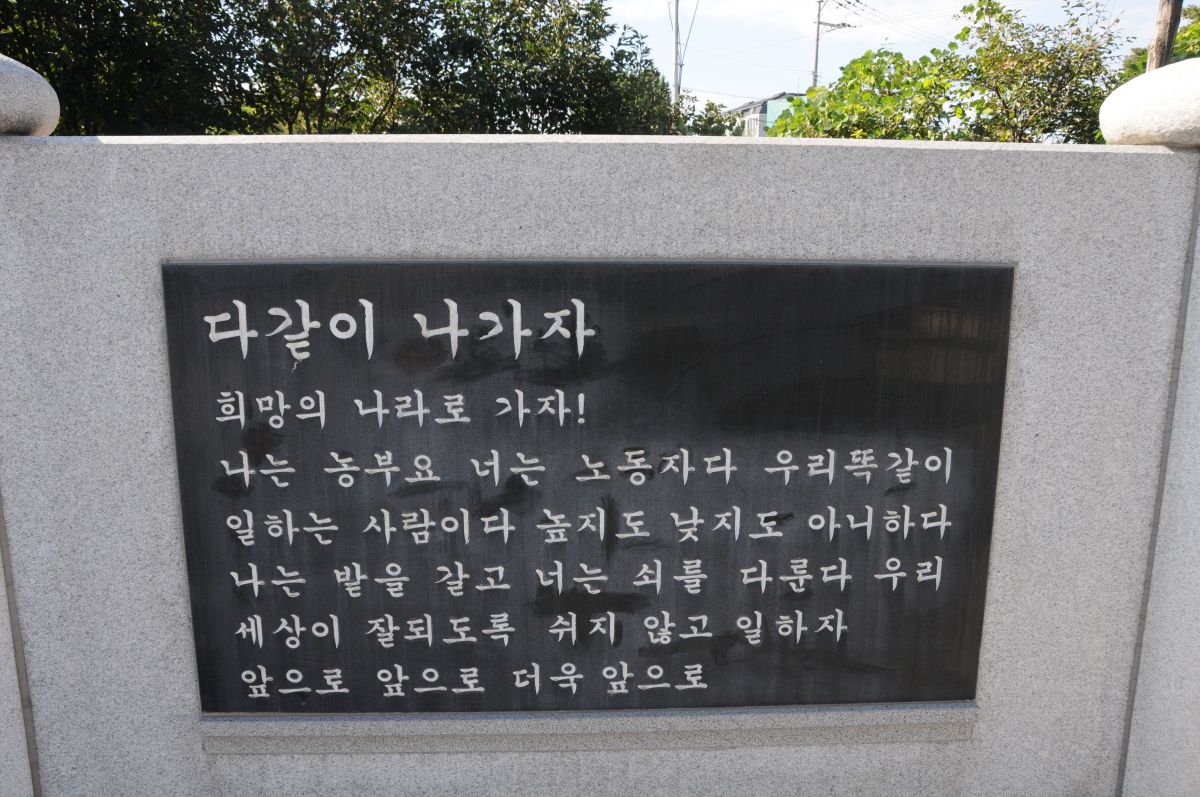 다같이 나가자
희망의 나라로 가자!
나는 농부요 너는 노동자다 우리똑같이
일하는 사람이다 높지도 낮지도 아니하다
나는 밭을 갈고 너는 쇠를 다룬다 우리
세상이 잘되도록 쉬지 않고 일하자
앞으로 앞으로 더욱 앞으로